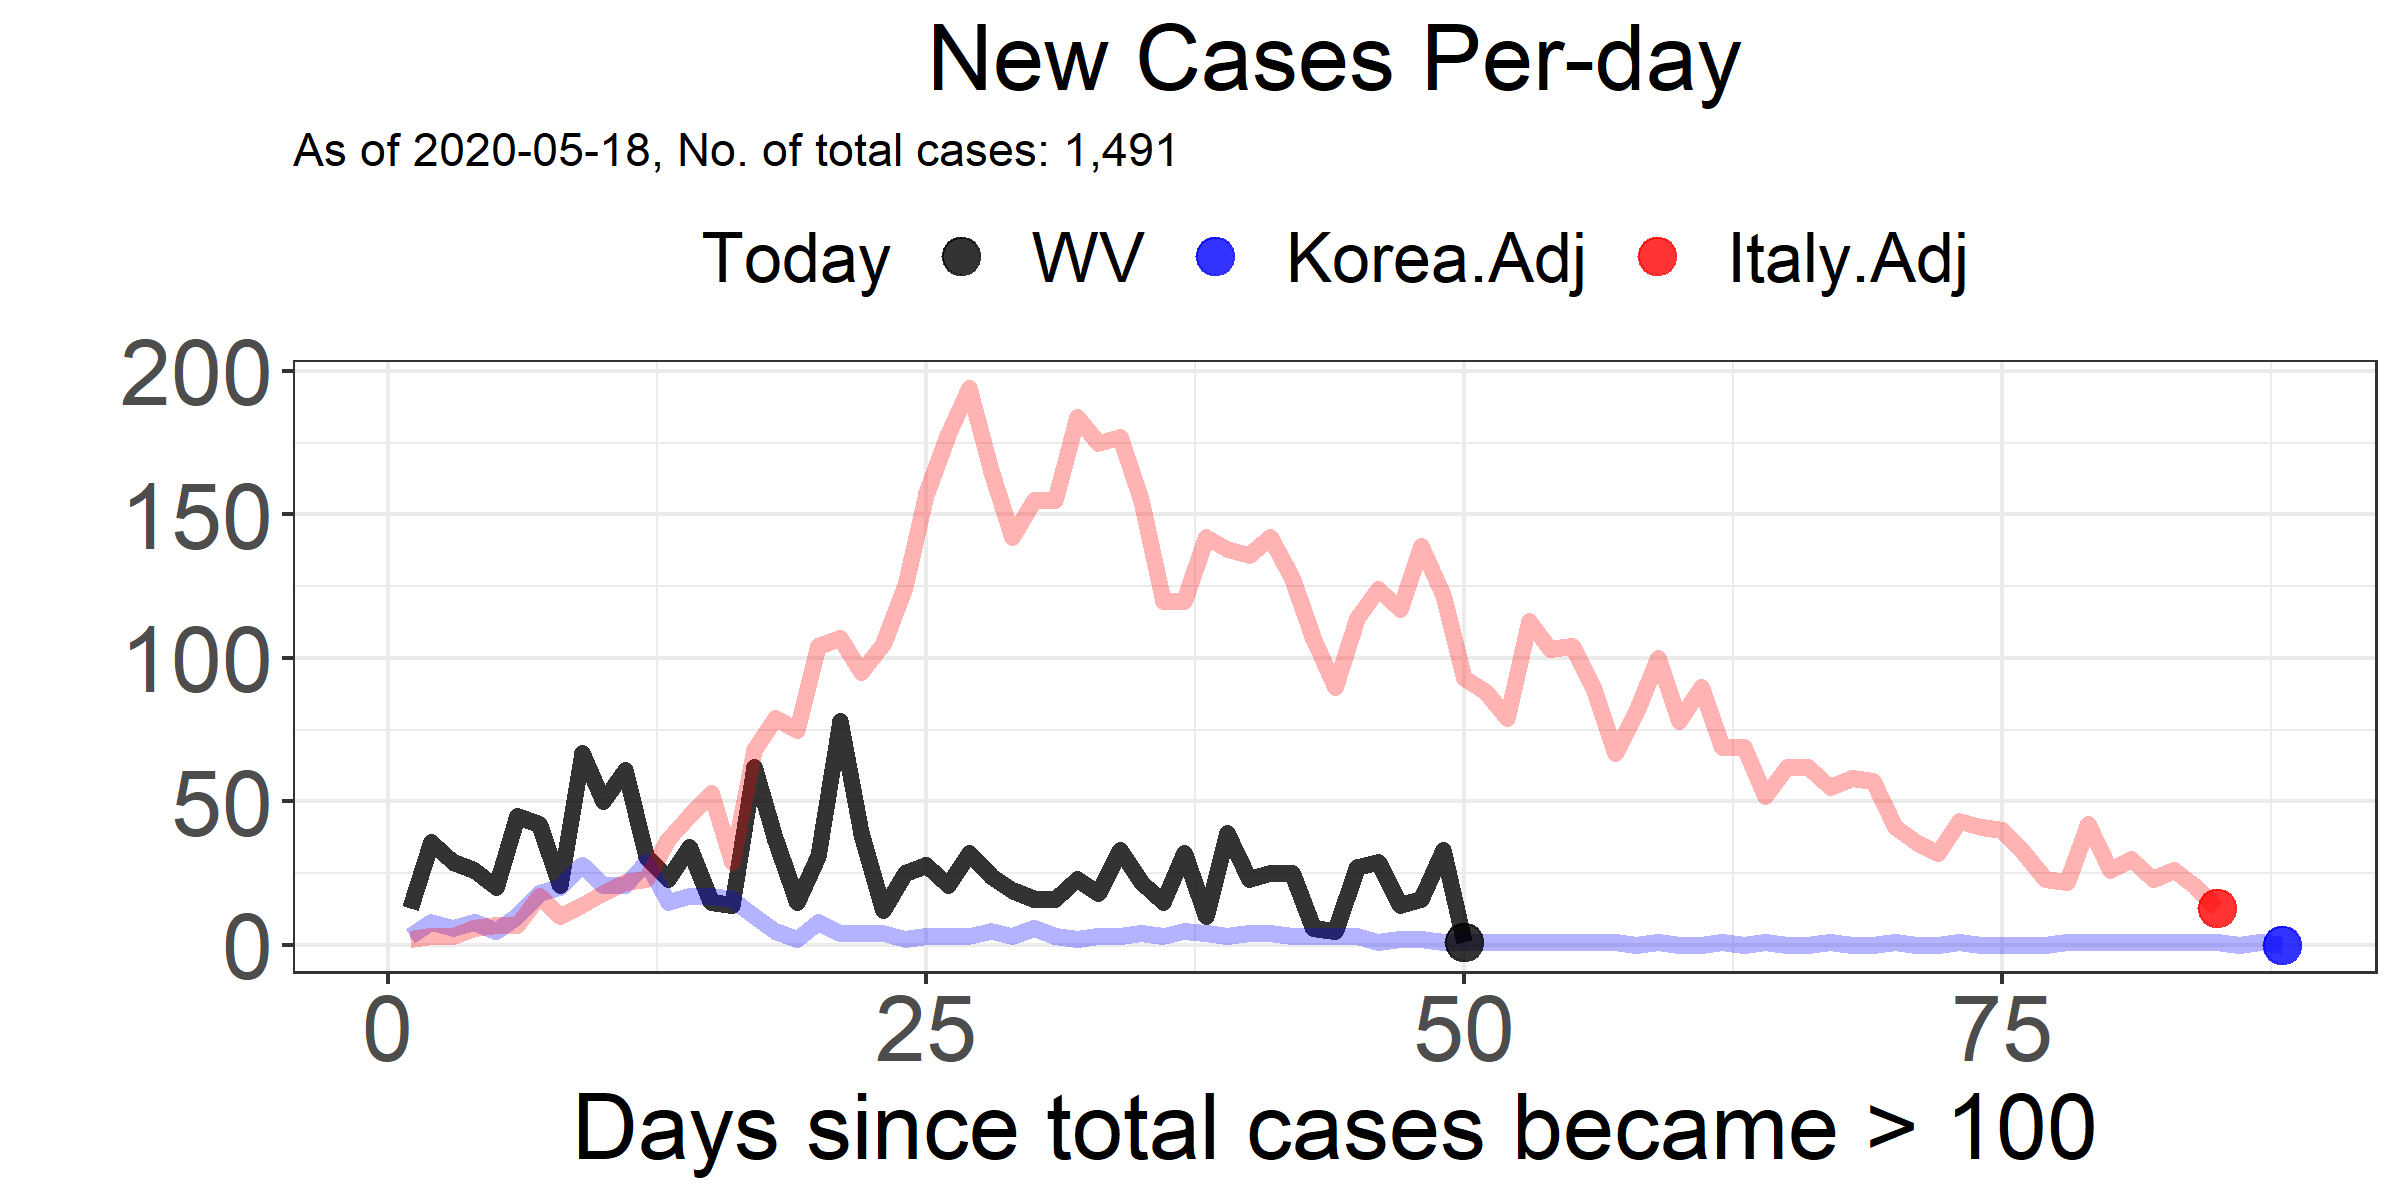 New Cases Per-day
As of 2020-05-18, No. of total cases: 1,491
Today WV Korea.Adj Italy.Adj
200
150
100
50
0
0 25 50 75
Days since total cases became > 100